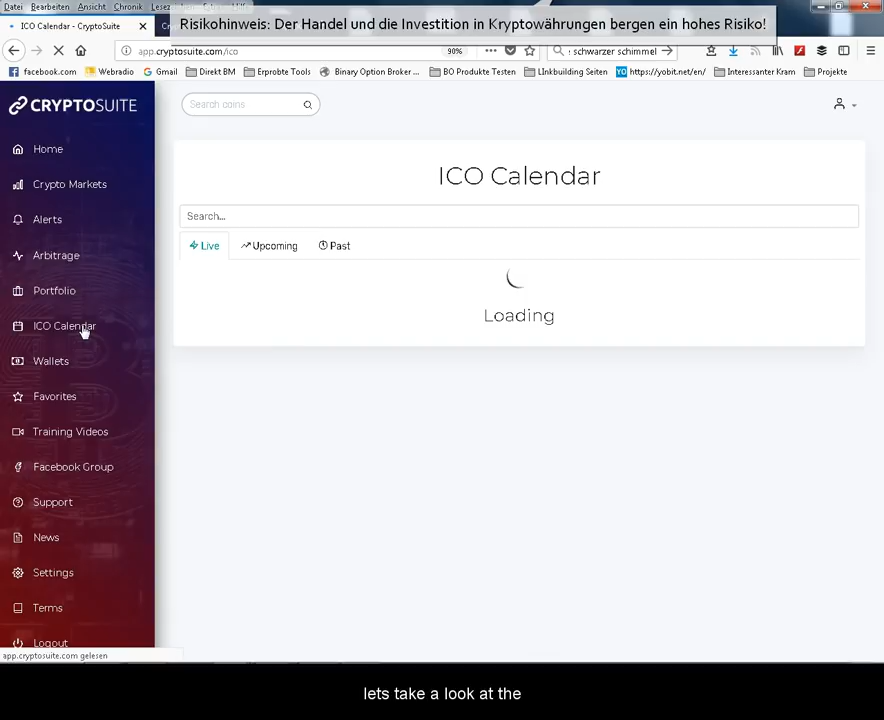 Datei Bearbeiten Ansicht Chronik
Risikohinweis: Der Handel und die Investition in Kryptowährungen bergen ein hohes Risiko!
ICO Calendar - CryptoSuite
app.cryptosuite.com/ico
90%
: schwarzer schimmel
facebook.com Webradio Gmail Direkt BM Erprobte Tools Binary Option Broker ... BO Produkte Testen LInkbuilding Seiten https://yobit.net/en/ Interessanter Kram Projekte
CRYPTOSUITE
Search coins
Home
Crypto Markets
Alerts
Arbitrage
Portfolio
ICO Calendar
Wallets
Favorites
Training Videos
Facebook Group
Support
News
Settings
Terms
Logout
ICO Calendar
Search...
Live Upcoming Past
Loading
app.cryptosuite.com gelesen
lets take a look at the